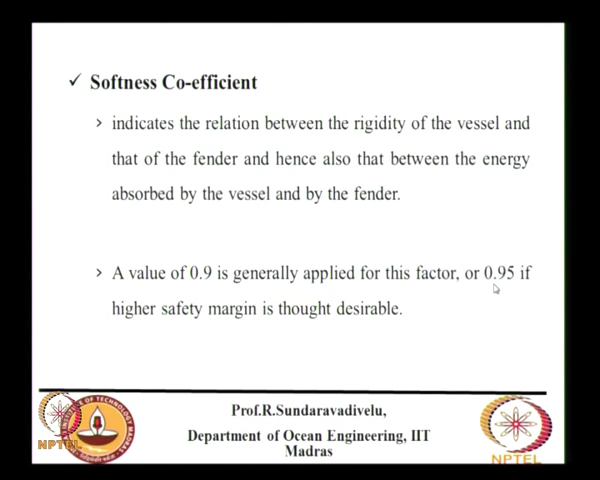 ✓ Softness Co-efficient
› indicates the relation between the rigidity of the vessel and
that of the fender and hence also that between the energy
absorbed by the vessel and by the fender.
› A value of 0.9 is generally applied for this factor, or 0.95 if
higher safety margin is thought desirable.
Prof.R.Sundaravadivelu,
Department of Ocean Engineering, IIT
Madras
NPTEL
NPTEL